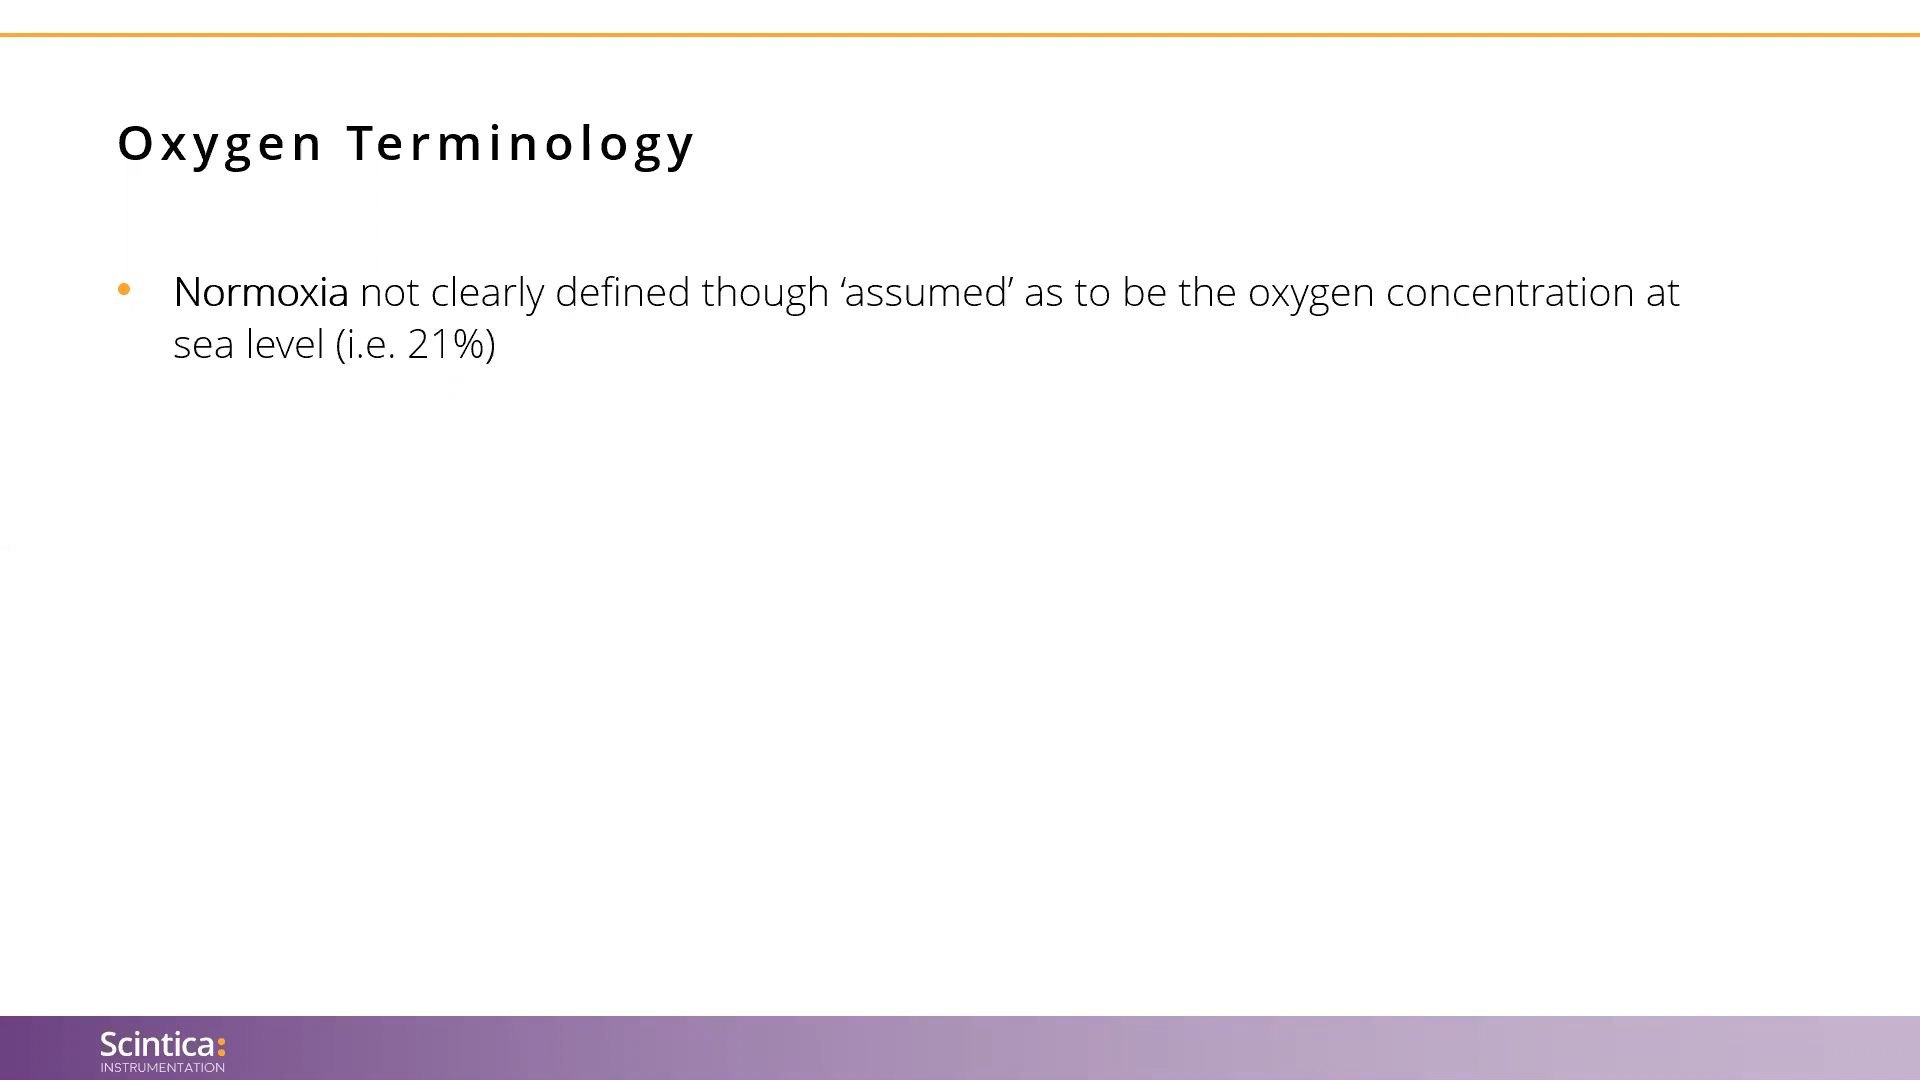 Oxygen Terminology
• Normoxia not clearly defined though ‘assumed’ as to be the oxygen concentration at
sea level (i.e. 21%)
Scintica:
INSTRUMENTATION